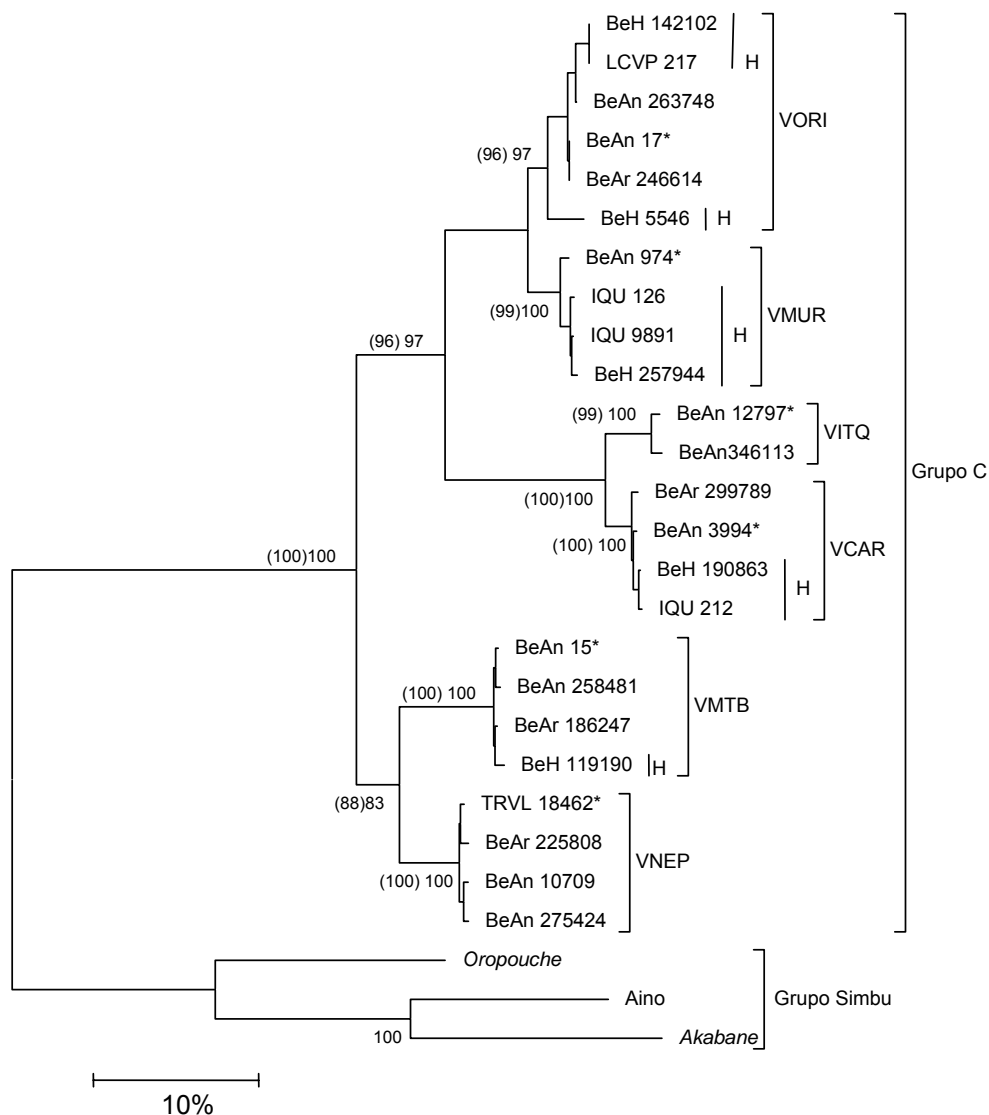 BeH 142102
LCVP 217
H
BeAn 263748
VORI
BeAn 17*
(96) 97
BeAr 246614
BeH 5546
H
BeAn 974*
IQU 126
(99)100
VMUR
IQU 9891
H
(96) 97
BeH 257944
BeAn 12797*
(99) 100
VITQ
BeAn346113
Grupo C
BeAr 299789
(100)100
BeAn 3994*
(100) 100
VCAR
(100)100
BeH 190863
H
IQU 212
BeAn 15*
BeAn 258481
(100) 100
VMTB
BeAr 186247
BeH 119190
H
(88)83
TRVL 18462*
BeAr 225808
VNEP
BeAn 10709
(100) 100
BeAn 275424
Oropouche
Aino
Grupo Simbu
100
Akabane
10%